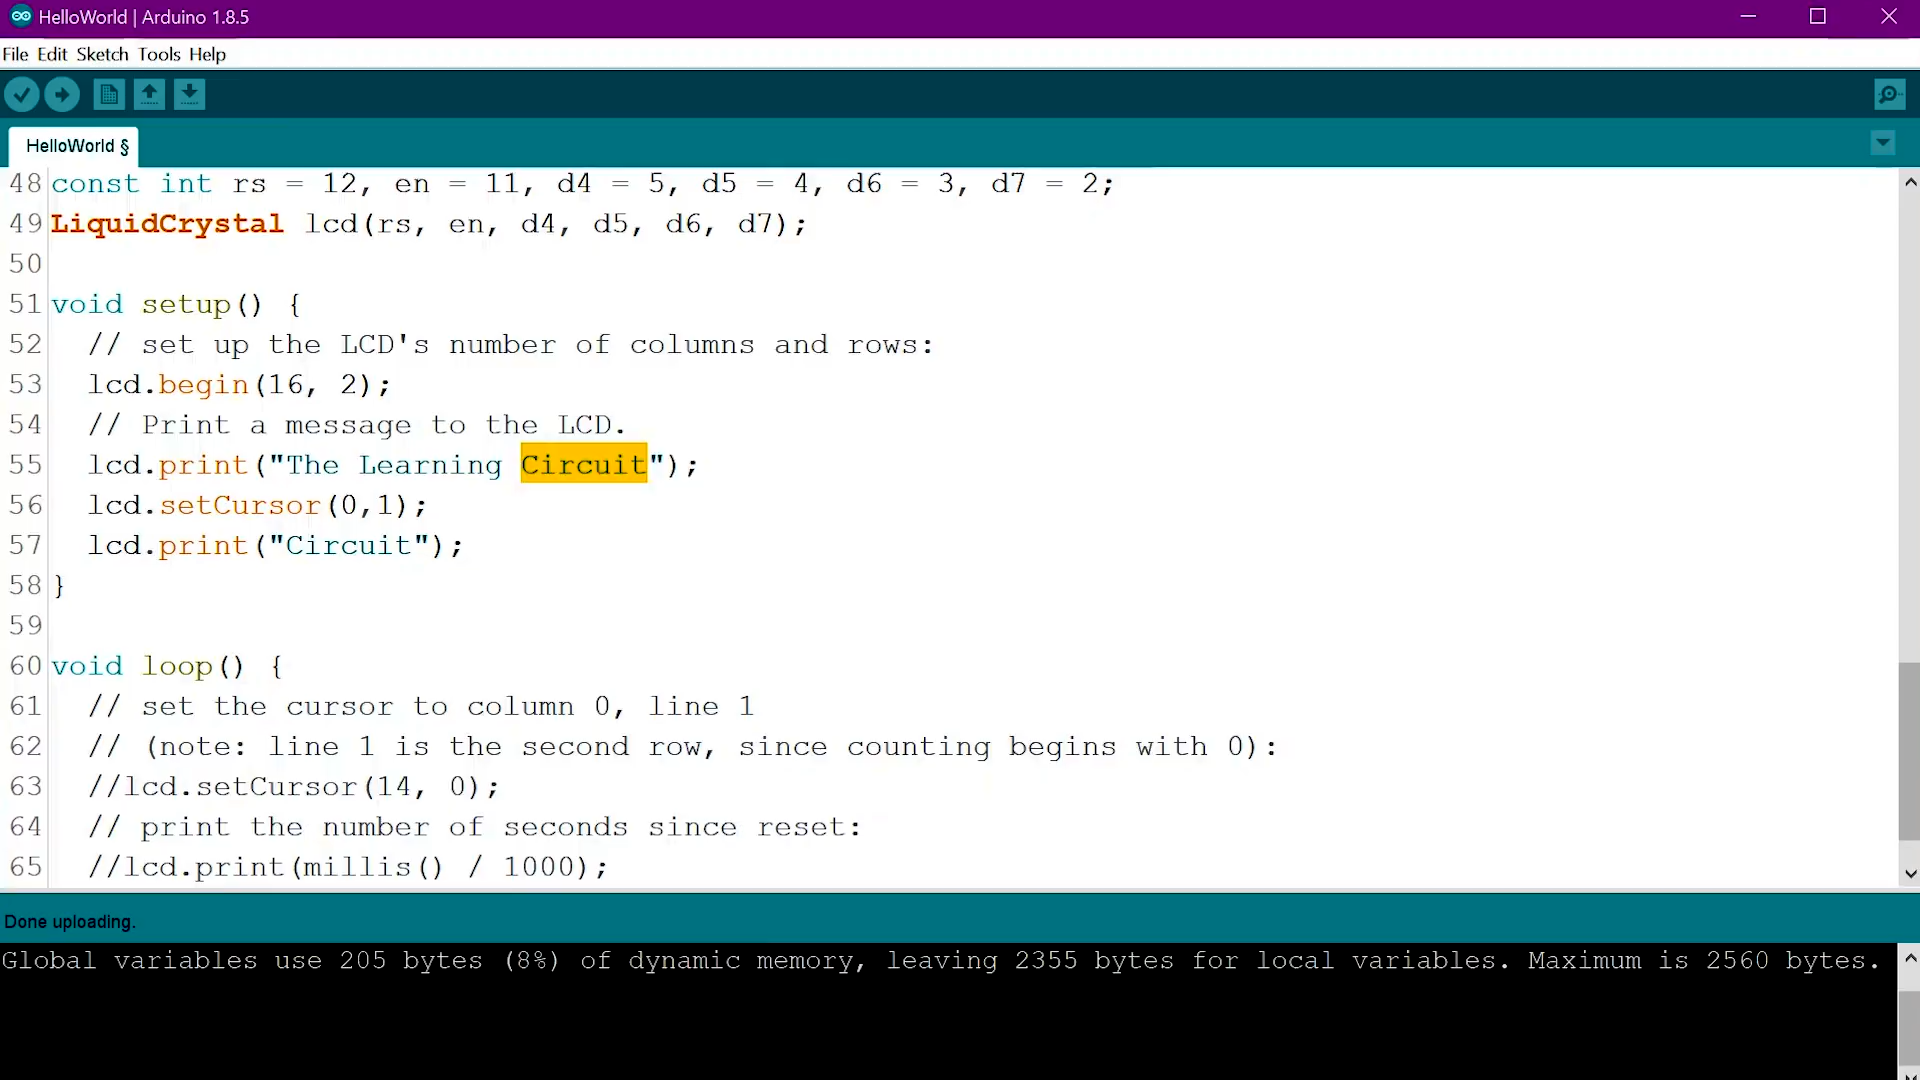 HelloWorld | Arduino 1.8.5
File Edit Sketch Tools Help
HelloWorld §
48 const int rs = 12, en = 11, d4 = 5, d5 = 4, d6 = 3, d7 = 2;
49 LiquidCrystal lcd(rs, en, d4, d5, d6, d7);
50
51 void setup() {
52   // set up the LCD's number of columns and rows:
53   lcd.begin(16, 2);
54   // Print a message to the LCD.
55   lcd.print("The Learning Circuit");
56   lcd.setCursor(0,1);
57   lcd.print("Circuit");
58 }
59
60 void loop() {
61   // set the cursor to column 0, line 1
62   // (note: line 1 is the second row, since counting begins with 0):
63   //lcd.setCursor(14, 0);
64   // print the number of seconds since reset:
65   //lcd.print(millis() / 1000);
Done uploading.
Global variables use 205 bytes (8%) of dynamic memory, leaving 2355 bytes for local variables. Maximum is 2560 bytes.